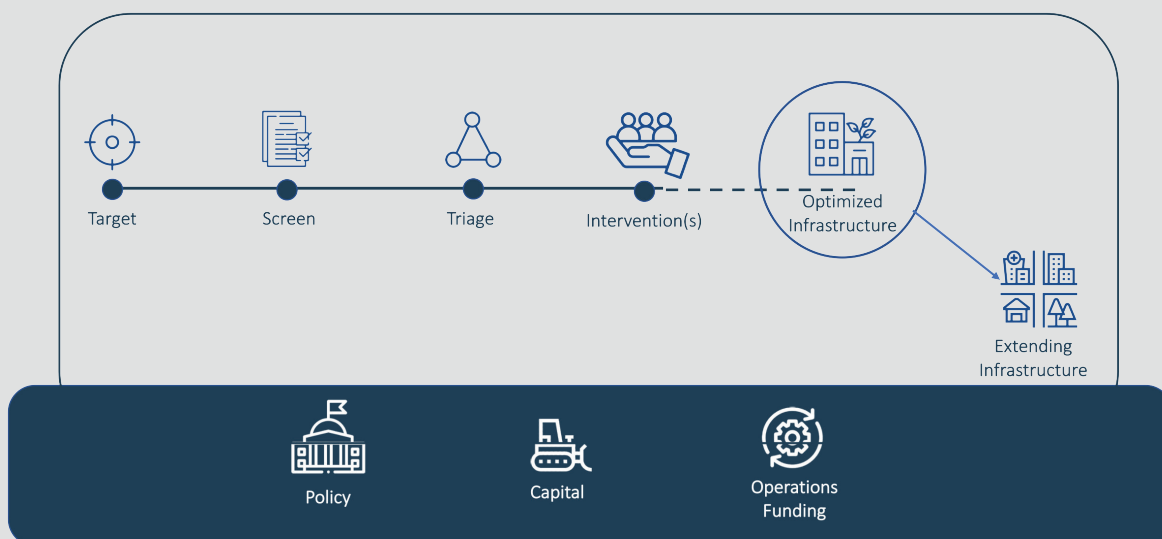 Target
Screen
Triage
Intervention(s)
Optimized
Infrastructure
Extending
Infrastructure
Policy
Capital
Operations
Funding